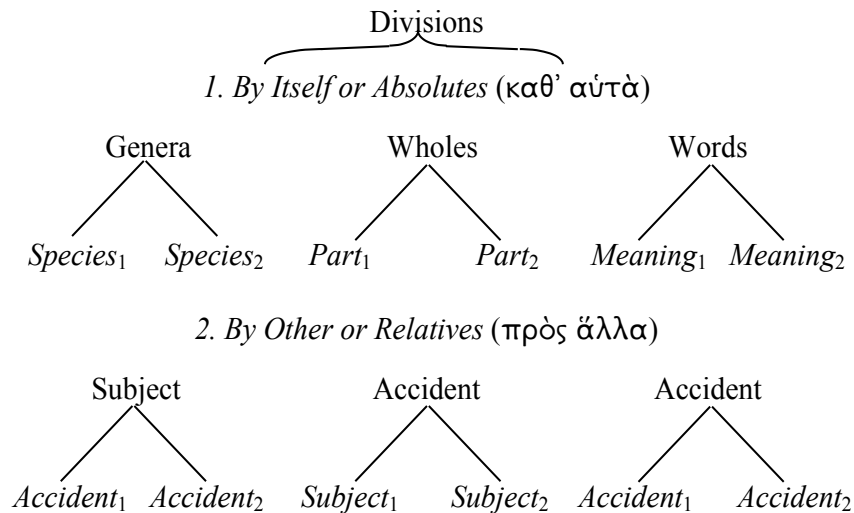 Divisions
1. By Itself or Absolutes (καθ' αὑτὰ)
Genera Wholes Words
Species₁ Species₂ Part₁ Part₂ Meaning₁ Meaning₂
2. By Other or Relatives (πρὸς ἄλλα)
Subject Accident Accident
Accident₁ Accident₂ Subject₁ Subject₂ Accident₁ Accident₂